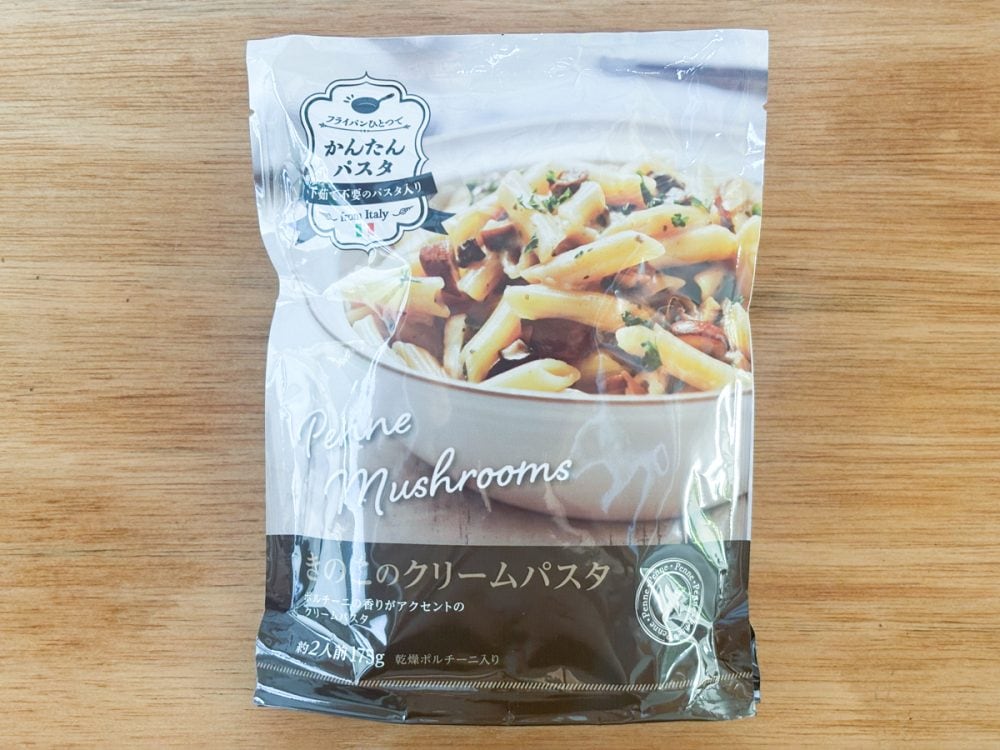 フライパンひとつで
かんたん
パスタ
下茹で不要のパスタ入り
from Italy
Penne
Mushrooms
きのこのクリームパスタ
ポルチーニの香りがアクセントの
クリームパスタ
約2人前175g 乾燥ポルチーニ入り
Penne・Penne・Penne